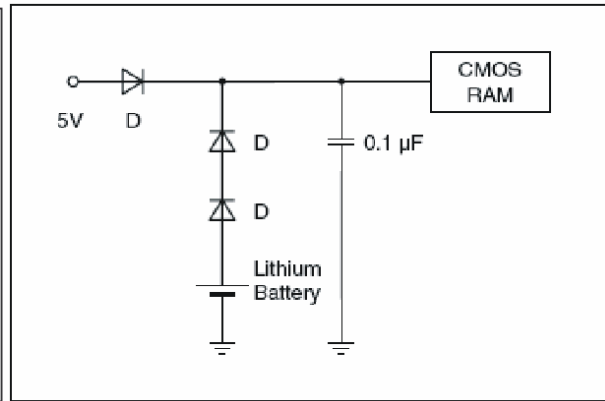 CMOS
RAM
5V D
D
0.1 µF
D
Lithium
Battery